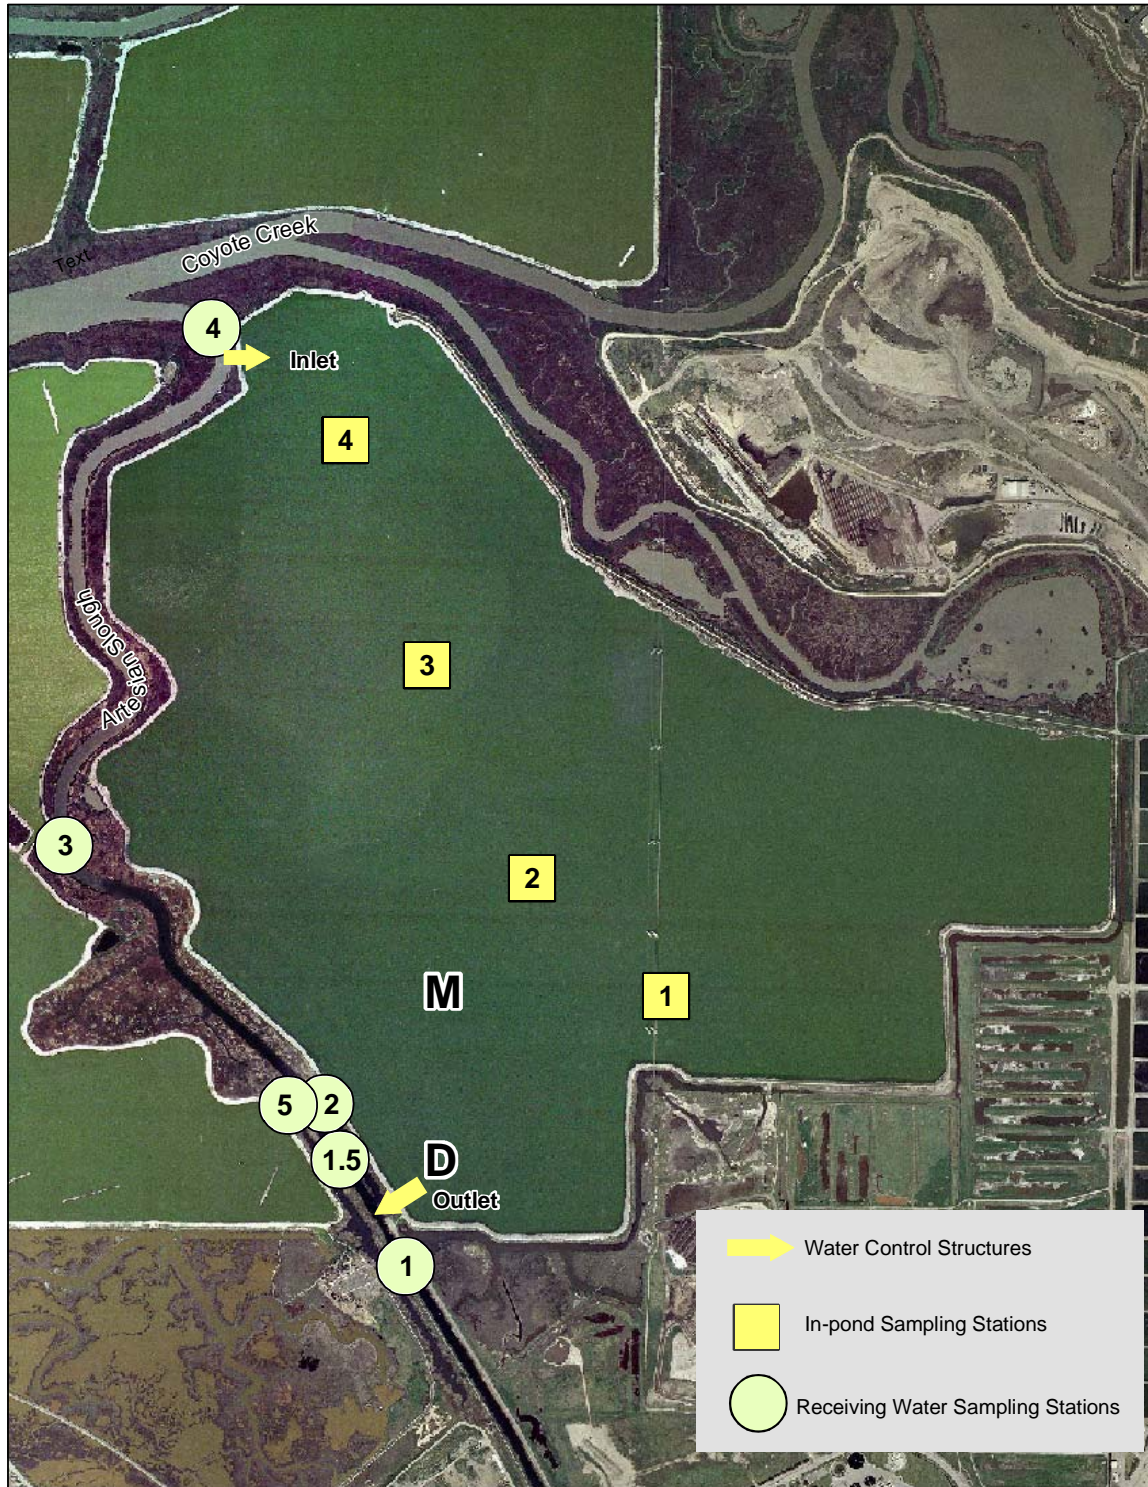 Coyote Creek
Text
4
Inlet
4
3
Artesian Slough
3
2
M
1
5
2
1.5
D
Outlet
1
Water Control Structures
In-pond Sampling Stations
Receiving Water Sampling Stations